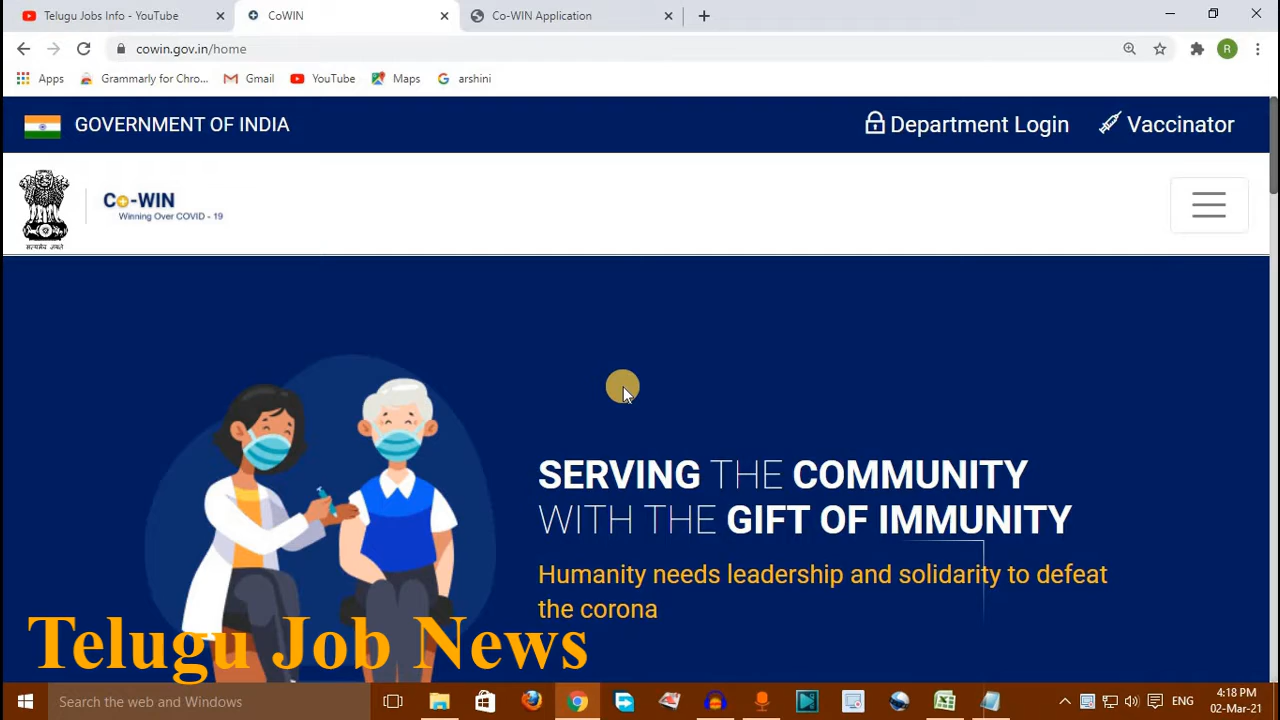 Telugu Jobs Info - YouTube
CoWIN
Co-WIN Application
cowin.gov.in/home
R
Apps
Grammarly for Chro...
Gmail
YouTube
Maps
arshini
GOVERNMENT OF INDIA
Department Login
Vaccinator
सत्यमेव जयते
Co-WIN
Winning Over COVID - 19
SERVING THE COMMUNITY
WITH THE GIFT OF IMMUNITY
Humanity needs leadership and solidarity to defeat
the corona
Telugu Job News
Search the web and Windows
ENG
4:18 PM
02-Mar-21